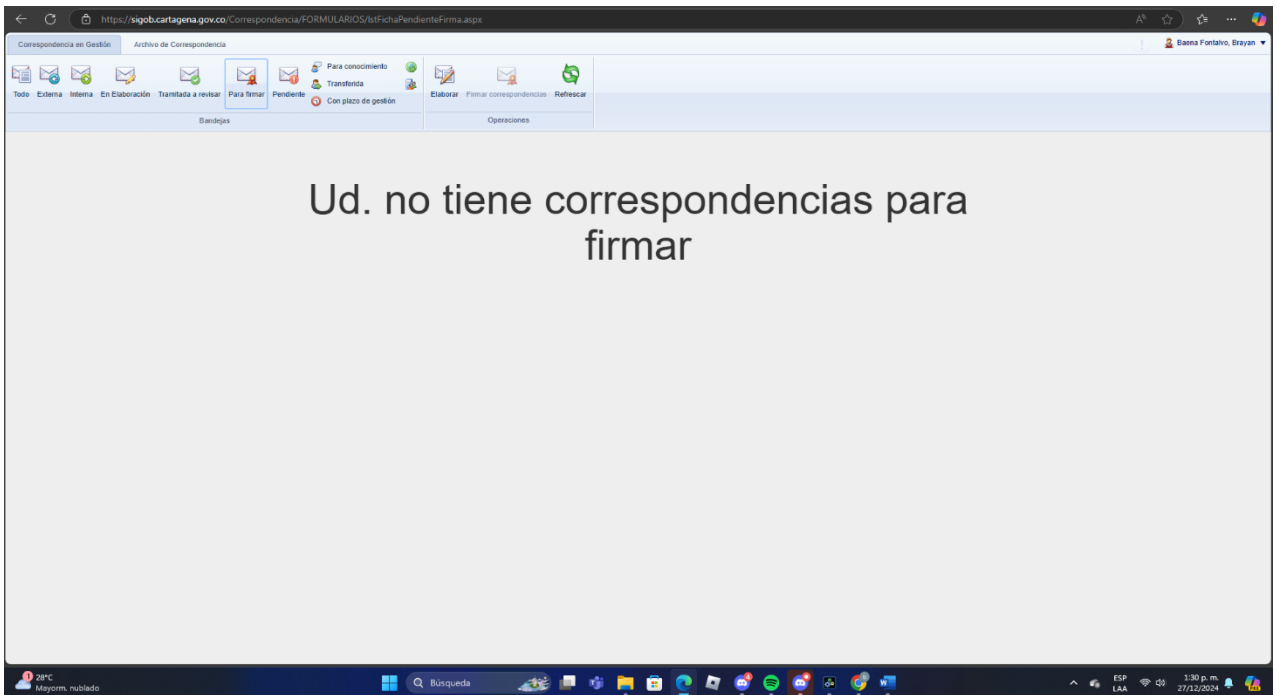 https://sigob.cartagena.gov.co/Correspondencia/FORMULARIOS/lstFichaPendienteFirma.aspx
Correspondencia en Gestión Archivo de Correspondencia
Baena Fontalvo, Brayan
Todo Externa Interna En Elaboración Tramitada a revisar Para firmar Pendiente
Para conocimiento
Transferida
Con plazo de gestión
Elaborar Firmar correspondencias Refrescar
Bandejas Operaciones
Ud. no tiene correspondencias para
firmar
28°C
Mayorm. nublado
Búsqueda
ESP
LAA
1:30 p. m.
27/12/2024